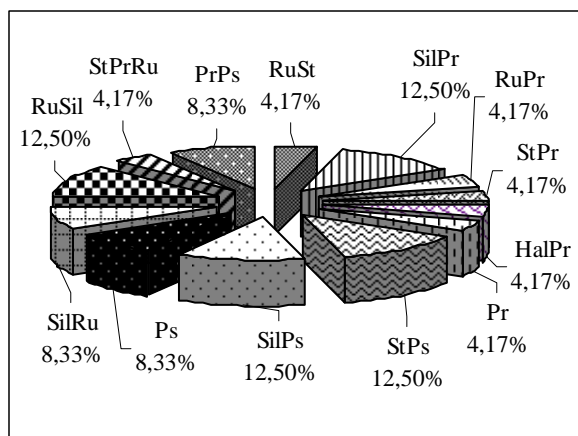 RuSt
4,17%
SilPr
12,50%
RuPr
4,17%
StPr
4,17%
HalPr
4,17%
Pr
4,17%
StPs
12,50%
SilPs
12,50%
Ps
8,33%
SilRu
8,33%
RuSil
12,50%
StPrRu
4,17%
PrPs
8,33%